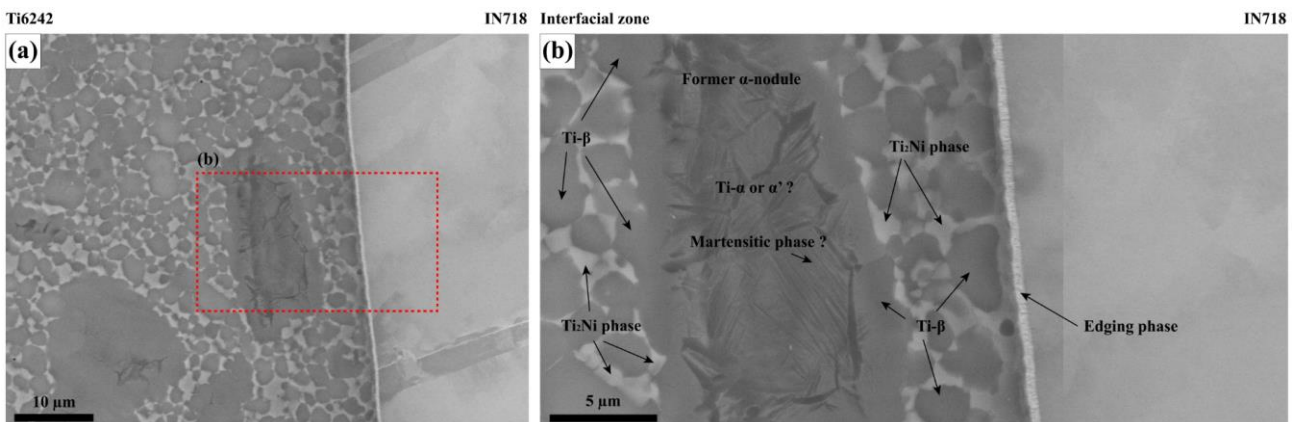 Ti6242 IN718 Interfacial zone IN718
(a)
(b)
10 µm
(b)
Former α-nodule
Ti-β
Ti₂Ni phase
Ti-α or α’ ?
Martensitic phase ?
Ti₂Ni phase
Ti-β
Edging phase
5 µm